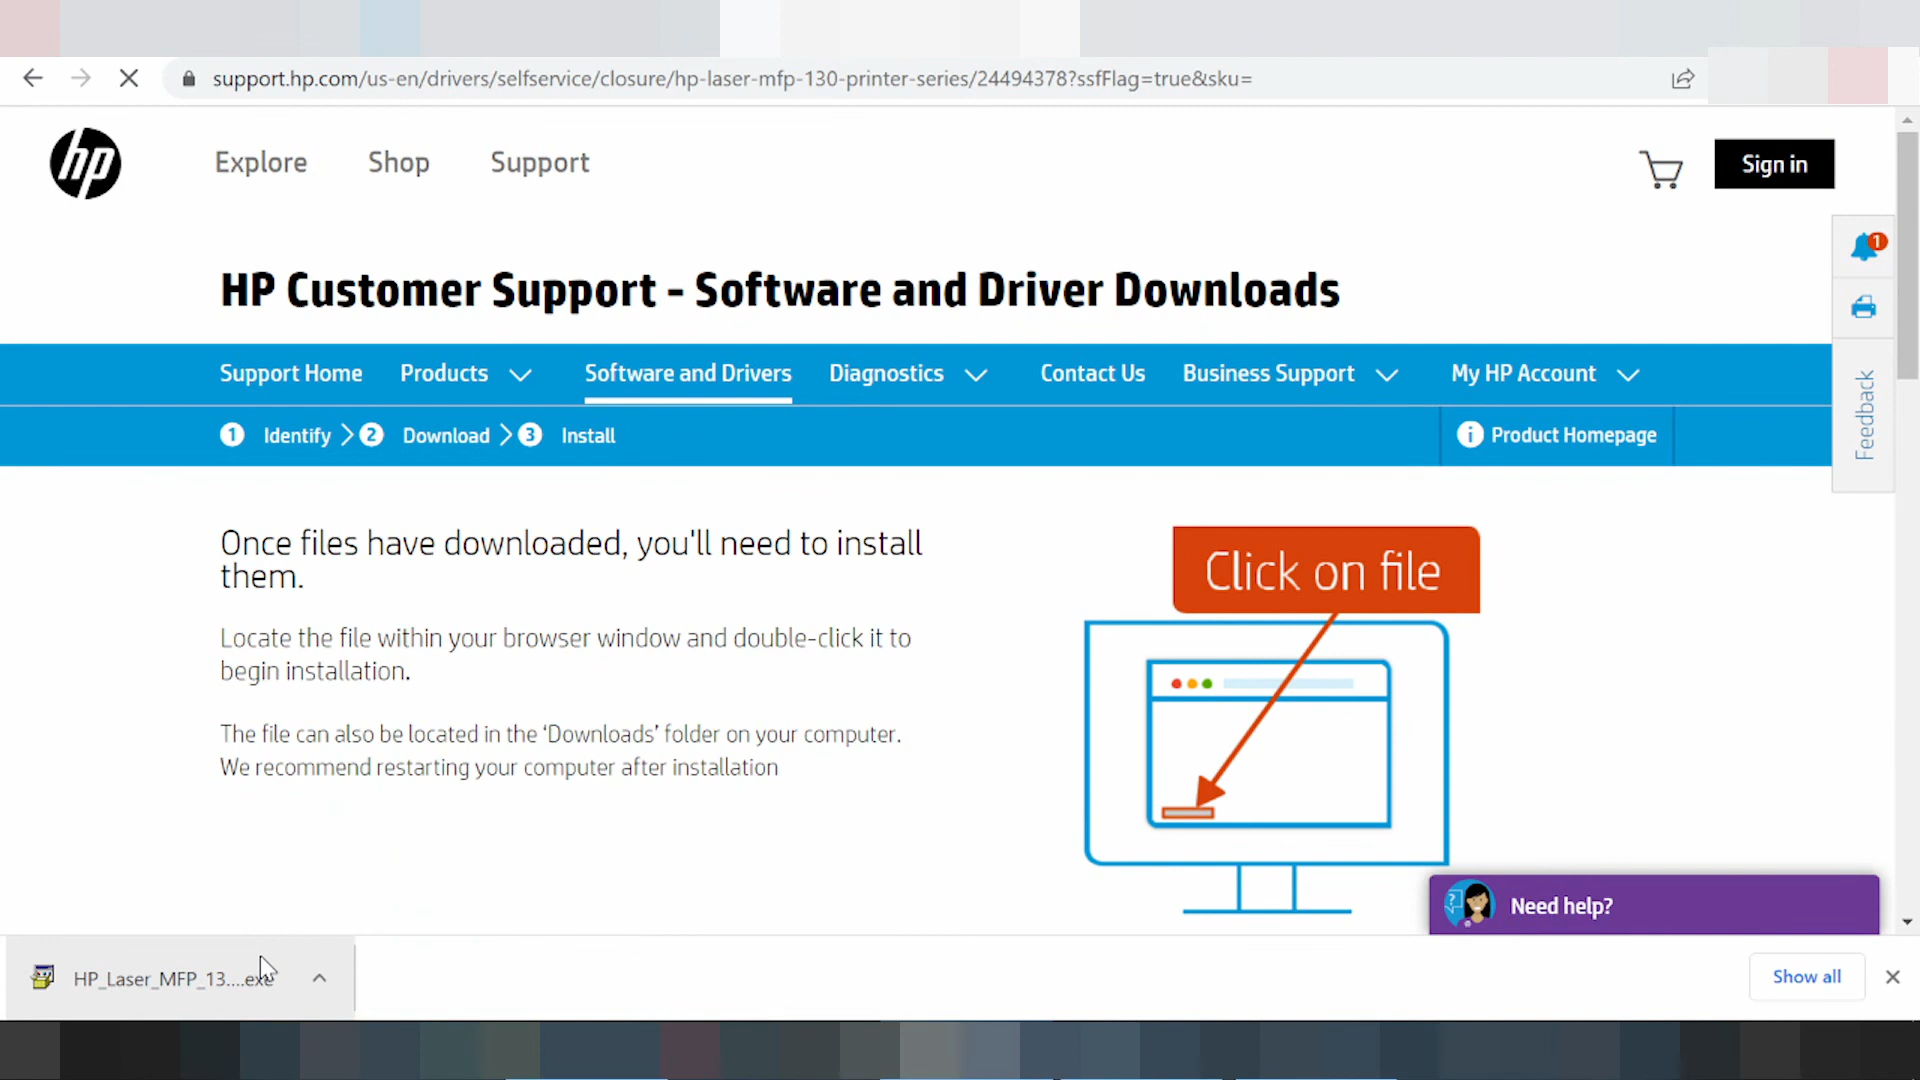 support.hp.com/us-en/drivers/selfservice/closure/hp-laser-mfp-130-printer-series/24494378?ssfFlag=true&sku=
hp
Explore Shop Support
Sign in
1
HP Customer Support - Software and Driver Downloads
Support Home Products Software and Drivers Diagnostics Contact Us Business Support My HP Account
1 Identify 2 Download 3 Install
i Product Homepage
Feedback
Once files have downloaded, you'll need to install
them.
Locate the file within your browser window and double-click it to
begin installation.
The file can also be located in the ‘Downloads’ folder on your computer.
We recommend restarting your computer after installation
Click on file
?
Need help?
HP_Laser_MFP_13....exe
Show all